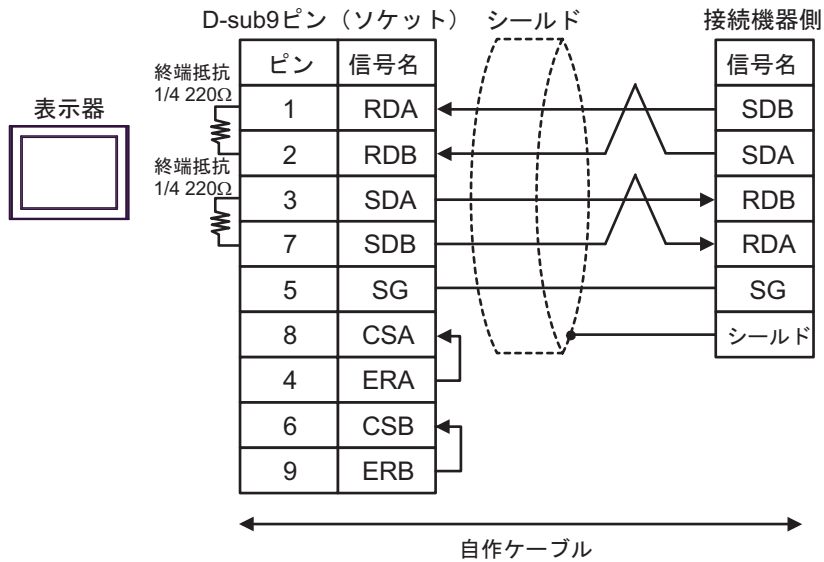 D-sub9ピン（ソケット） シールド 接続機器側
表示器
終端抵抗
1/4 220Ω
終端抵抗
1/4 220Ω
ピン 信号名 信号名
1 RDA SDB
2 RDB SDA
3 SDA RDB
7 SDB RDA
5 SG SG
8 CSA シールド
4 ERA
6 CSB
9 ERB
自作ケーブル